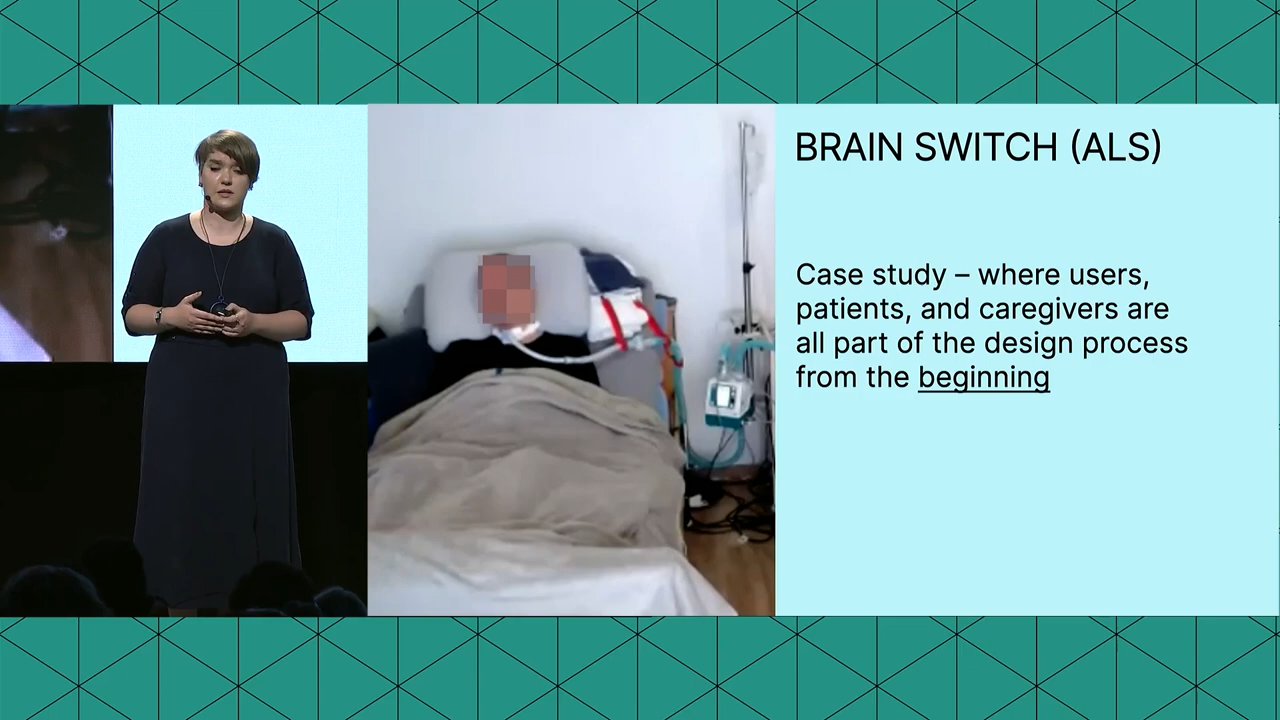 BRAIN SWITCH (ALS)
Case study – where users,
patients, and caregivers are
all part of the design process
from the beginning